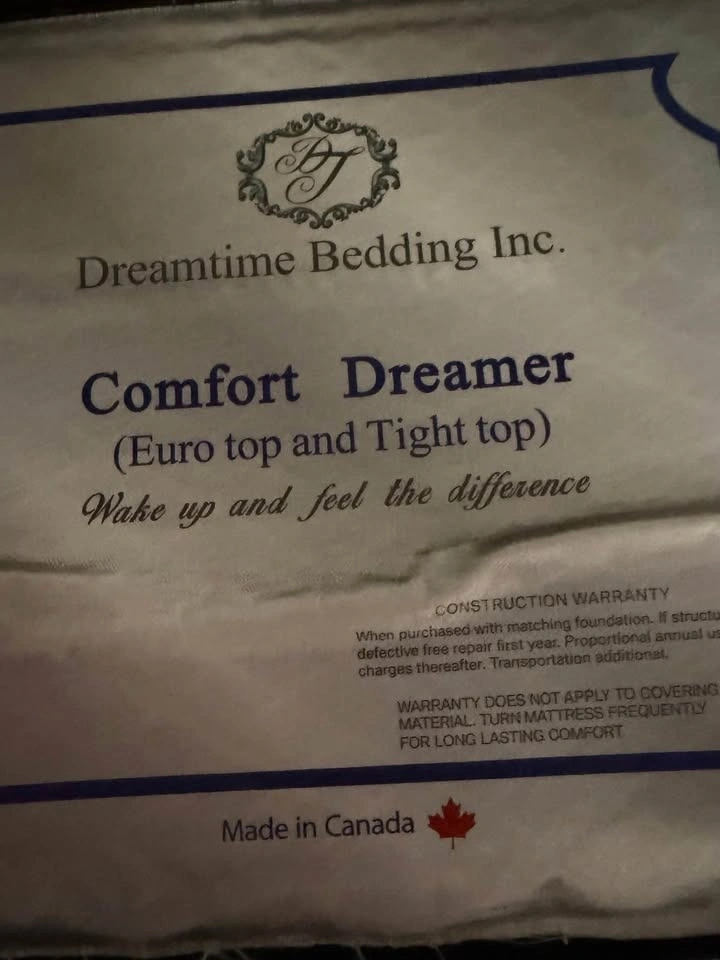 DT
Dreamtime Bedding Inc.
Comfort Dreamer
(Euro top and Tight top)
Wake up and feel the difference
CONSTRUCTION WARRANTY
When purchased with matching foundation. If
defective free repair first year. Proportional annual
charges thereafter. Transportation additional.
WARRANTY DOES NOT APPLY TO COVERING
MATERIAL. TURN MATTRESS FREQUENTLY
FOR LONG LASTING COMFORT
Made in Canada